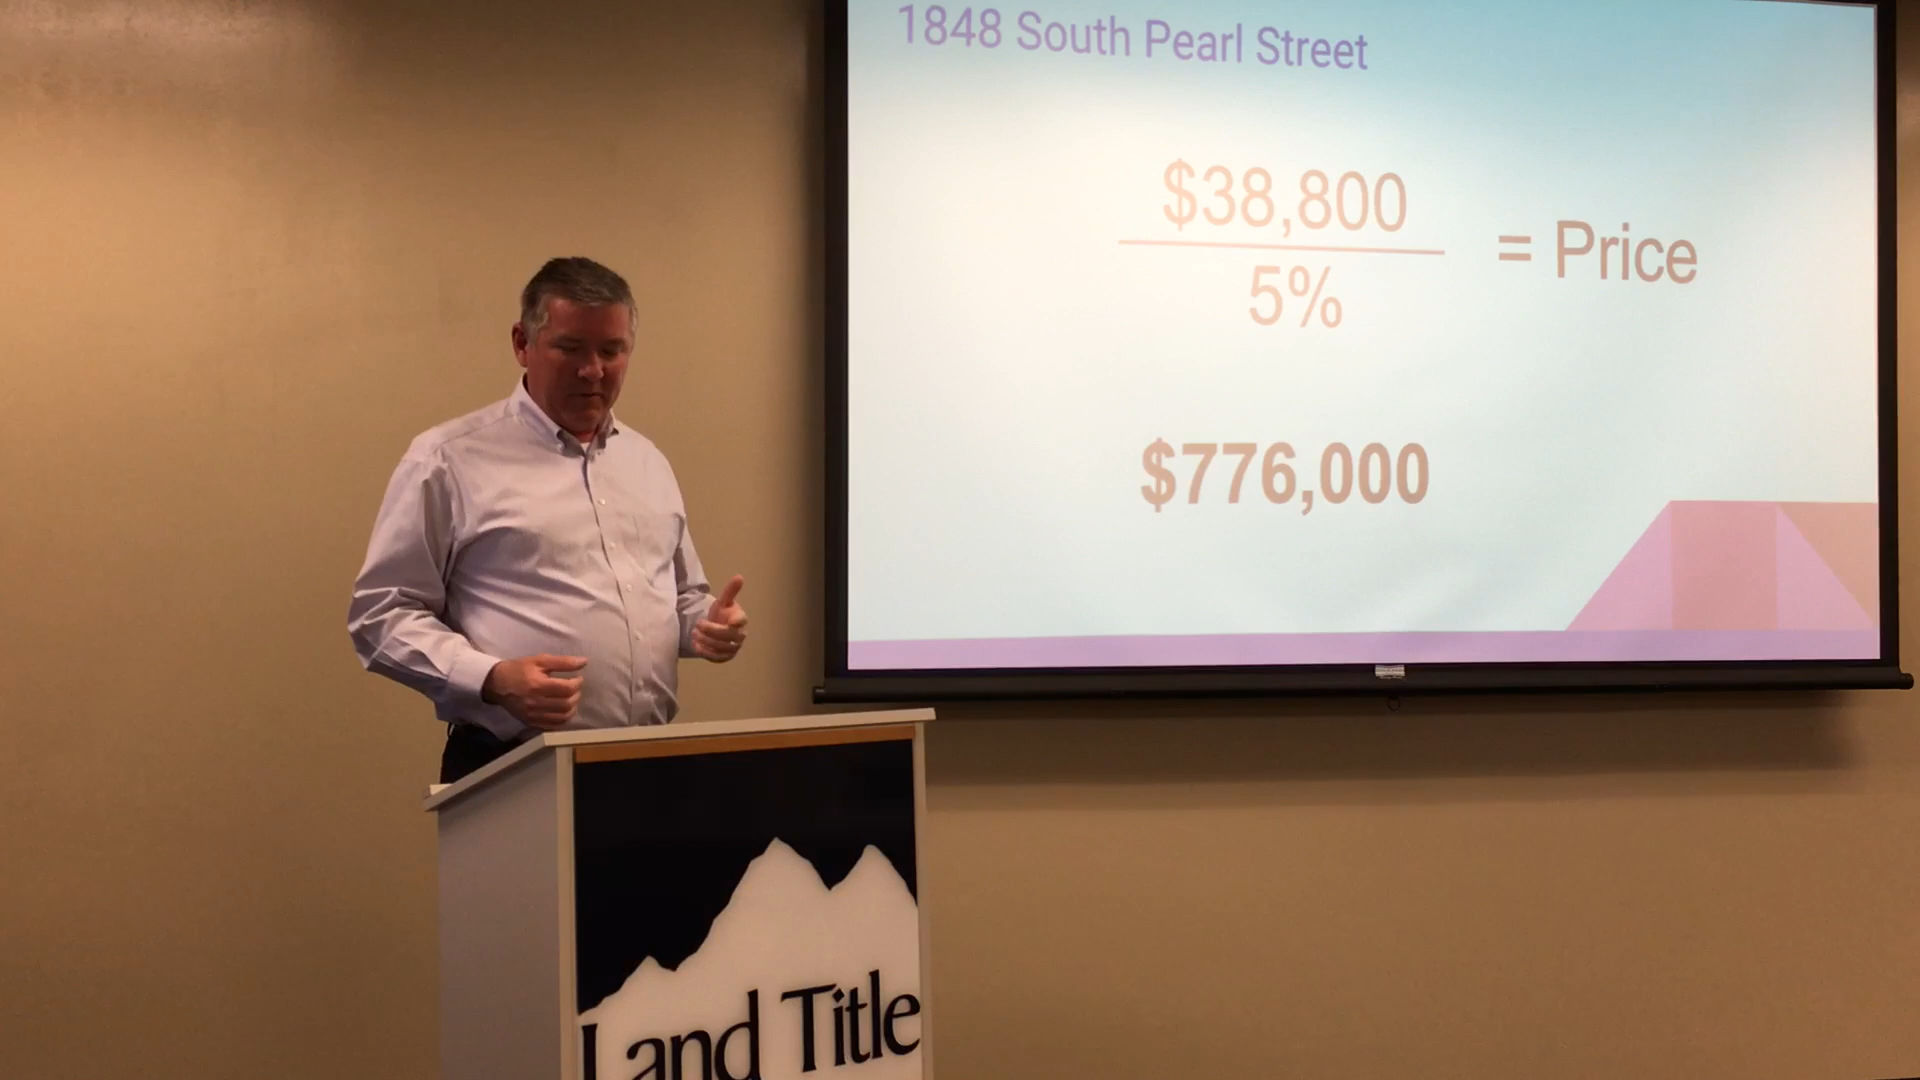 1848 South Pearl Street
$38,800
5%
= Price
$776,000
Land Title